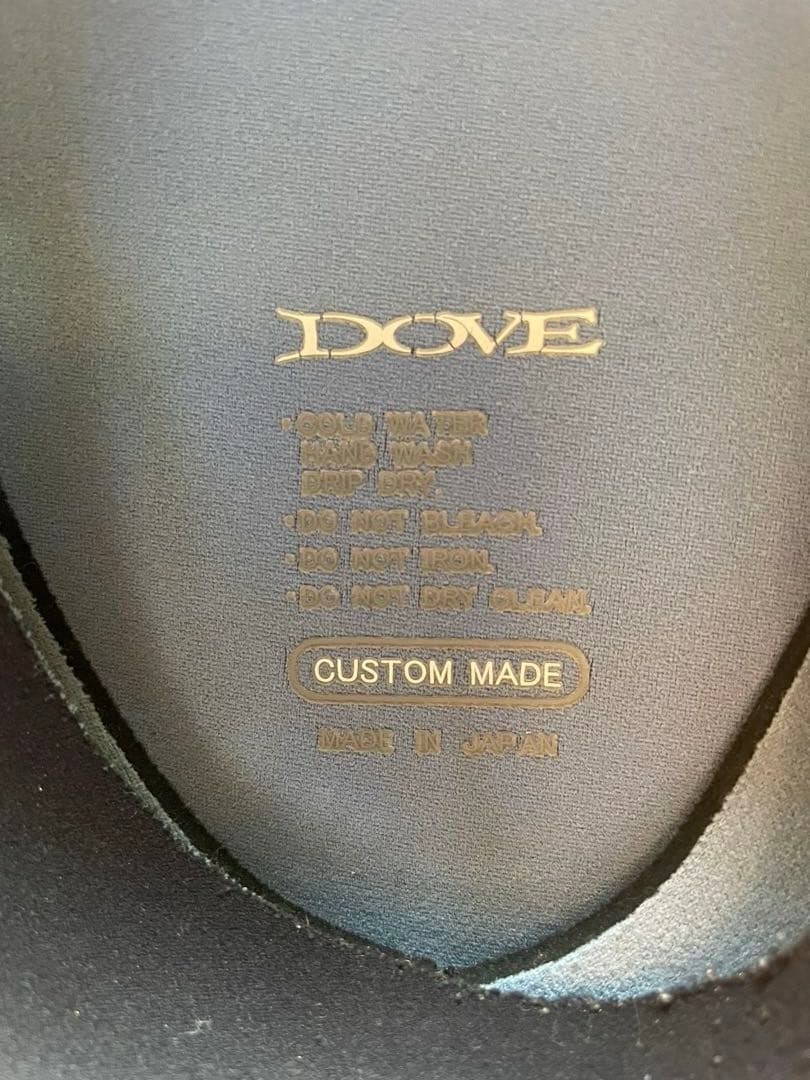 DOVE
・COLD WATER
HAND WASH
DRIP DRY.
・DO NOT BLEACH.
・DO NOT IRON.
・DO NOT DRY CLEAN.
CUSTOM MADE
MADE IN JAPAN